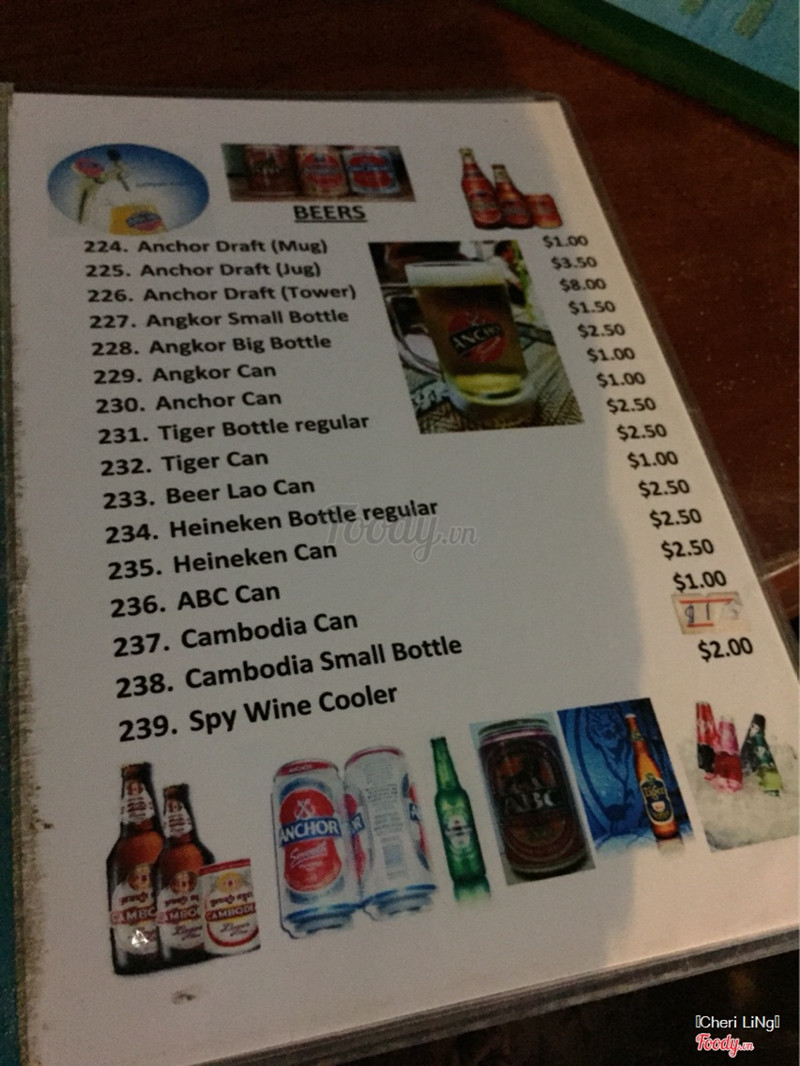 BEERS
224. Anchor Draft (Mug) $1.00
225. Anchor Draft (Jug) $3.50
226. Anchor Draft (Tower) $8.00
227. Angkor Small Bottle $1.50
228. Angkor Big Bottle $2.50
229. Angkor Can $1.00
230. Anchor Can $1.00
231. Tiger Bottle regular $2.50
232. Tiger Can $2.50
233. Beer Lao Can $1.00
234. Heineken Bottle regular $2.50
235. Heineken Can $2.50
236. ABC Can $2.50
237. Cambodia Can $1.00
238. Cambodia Small Bottle
239. Spy Wine Cooler $2.00
Foody.vn
ANCHOR
ABC
CAMBODIA
Cheri LiNg
Foody.vn